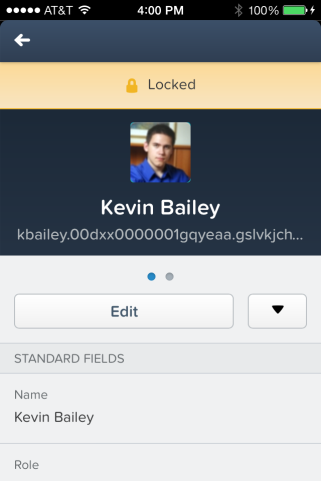 AT&T 4:00 PM 100%
Locked
Kevin Bailey
kbailey.00dxx0000001gqyeaa.gslvkjch...
Edit
STANDARD FIELDS
Name
Kevin Bailey
Role